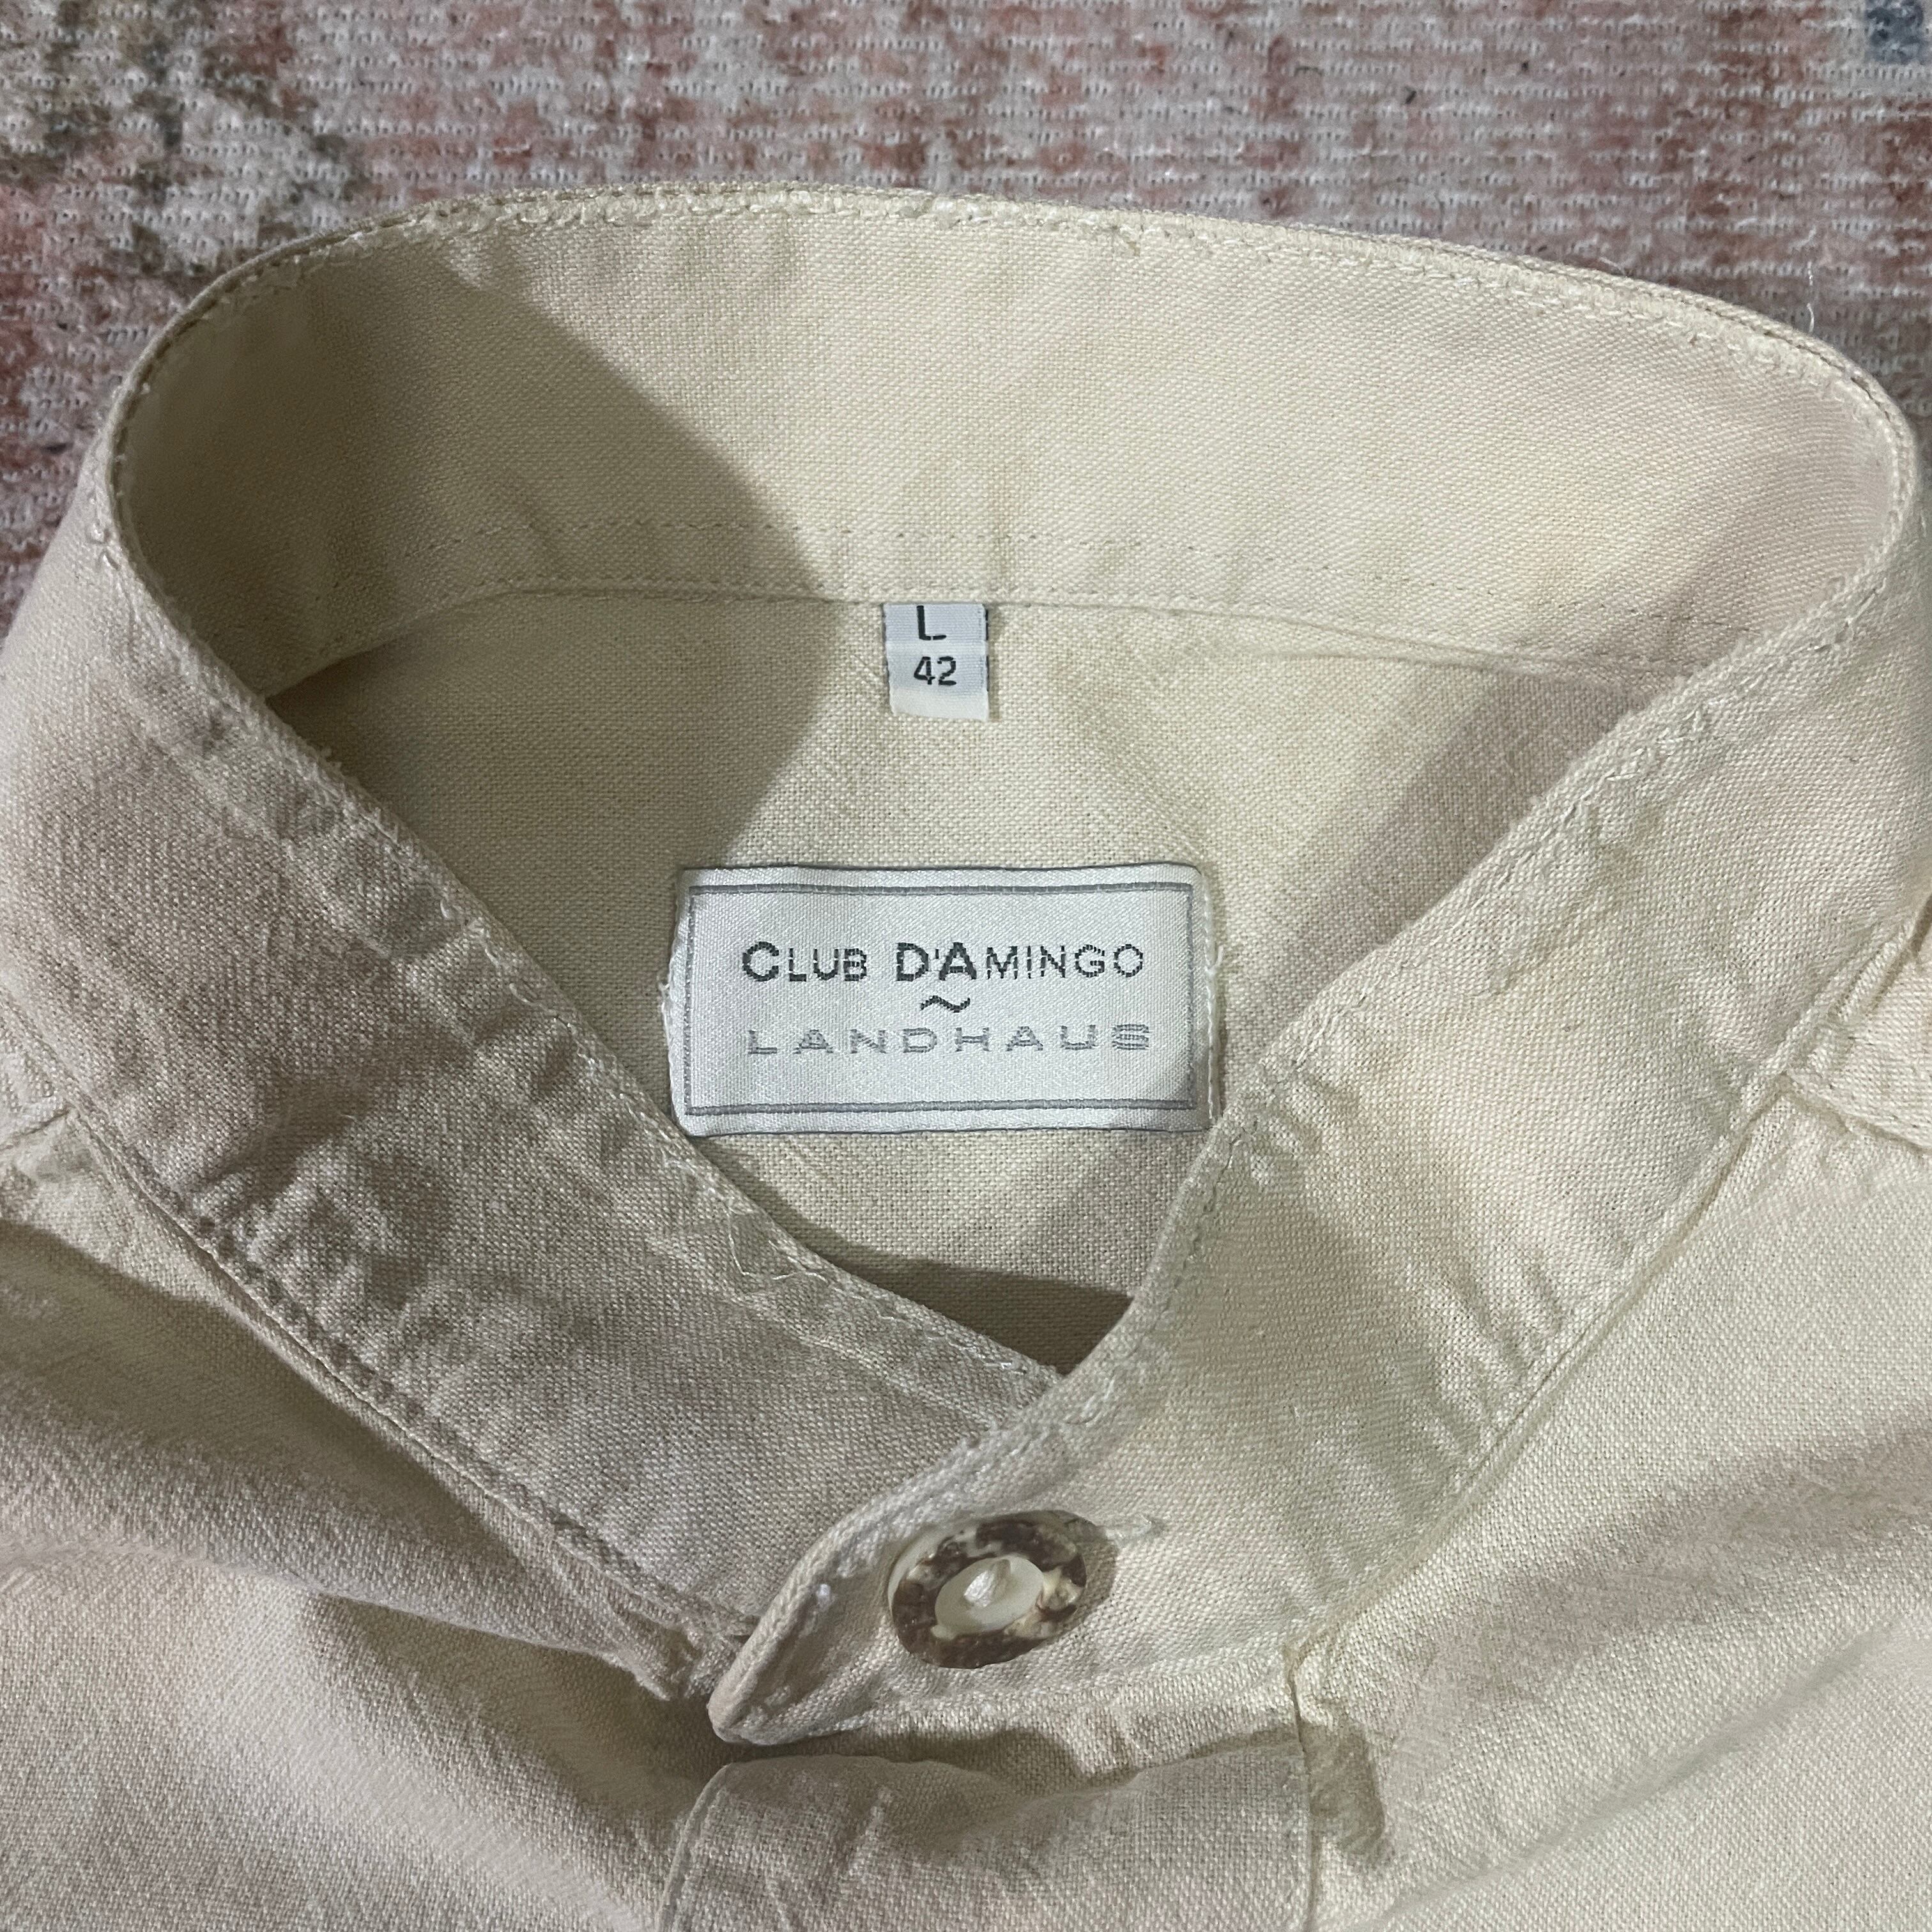 L
42
CLUB D'AMINGO
~
LANDHAUS